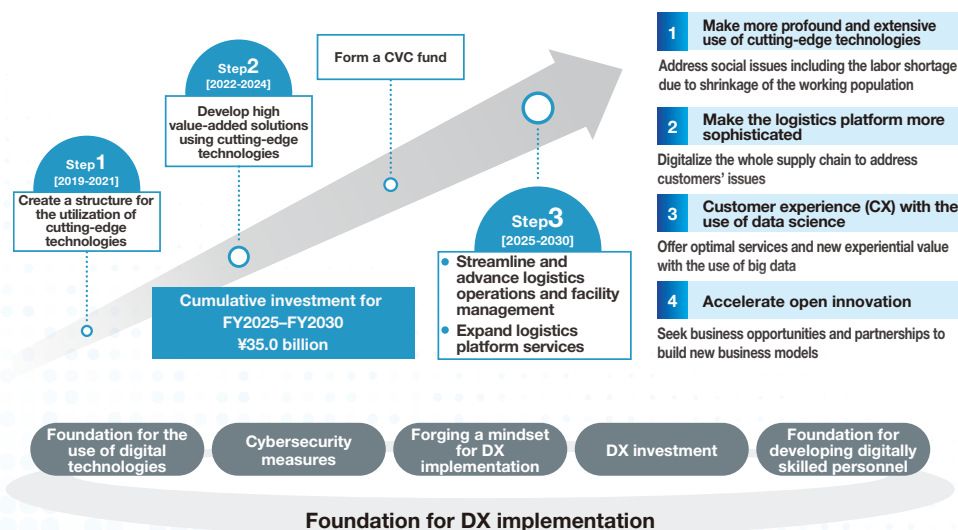 Step1
[2019-2021]
Create a structure for
the utilization of
cutting-edge
technologies
Step2
[2022-2024]
Develop high
value-added solutions
using cutting-edge
technologies
Form a CVC fund
Step3
[2025-2030]
Streamline and
advance logistics
operations and facility
management
Expand logistics
platform services
Cumulative investment for
FY2025–FY2030
¥35.0 billion
1
Make more profound and extensive
use of cutting-edge technologies
Address social issues including the labor shortage
due to shrinkage of the working population
2
Make the logistics platform more
sophisticated
Digitalize the whole supply chain to address
customers’ issues
3
Customer experience (CX) with the
use of data science
Offer optimal services and new experiential value
with the use of big data
4
Accelerate open innovation
Seek business opportunities and partnerships to
build new business models
Foundation for the
use of digital
technologies
Cybersecurity
measures
Forging a mindset
for DX
implementation
DX investment
Foundation for
developing digitally
skilled personnel
Foundation for DX implementation